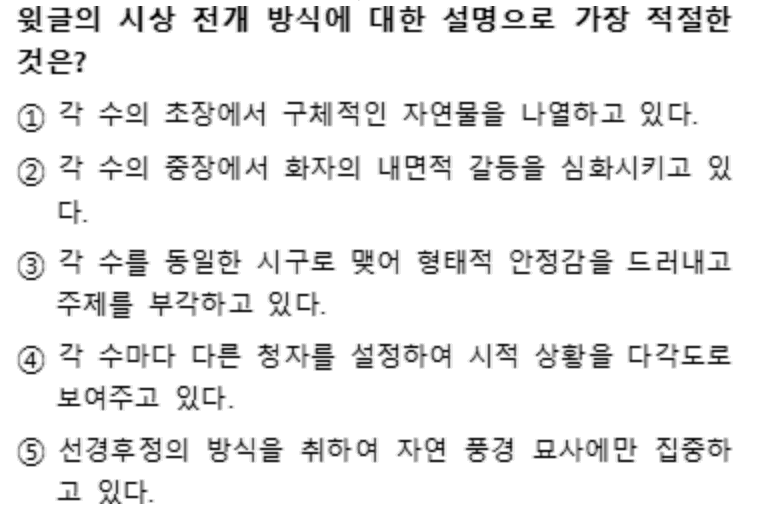 윗글의 시상 전개 방식에 대한 설명으로 가장 적절한
것은?
① 각 수의 초장에서 구체적인 자연물을 나열하고 있다.
② 각 수의 중장에서 화자의 내면적 갈등을 심화시키고 있
다.
③ 각 수를 동일한 시구로 맺어 형태적 안정감을 드러내고
주제를 부각하고 있다.
④ 각 수마다 다른 청자를 설정하여 시적 상황을 다각도로
보여주고 있다.
⑤ 선경후정의 방식을 취하여 자연 풍경 묘사에만 집중하
고 있다.